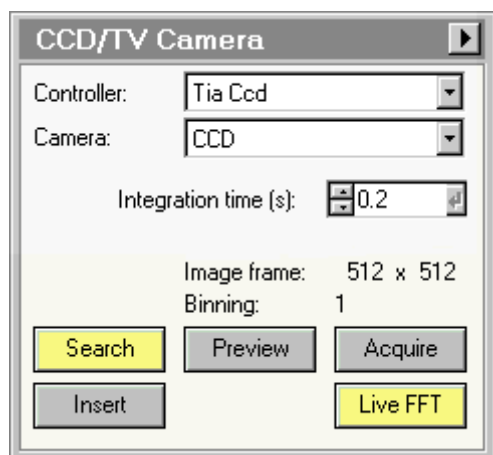 CCD/TV Camera
Controller: Tia Ccd
Camera: CCD
Integration time (s): 0.2
Image frame: 512 x 512
Binning: 1
Search Preview Acquire
Insert Live FFT